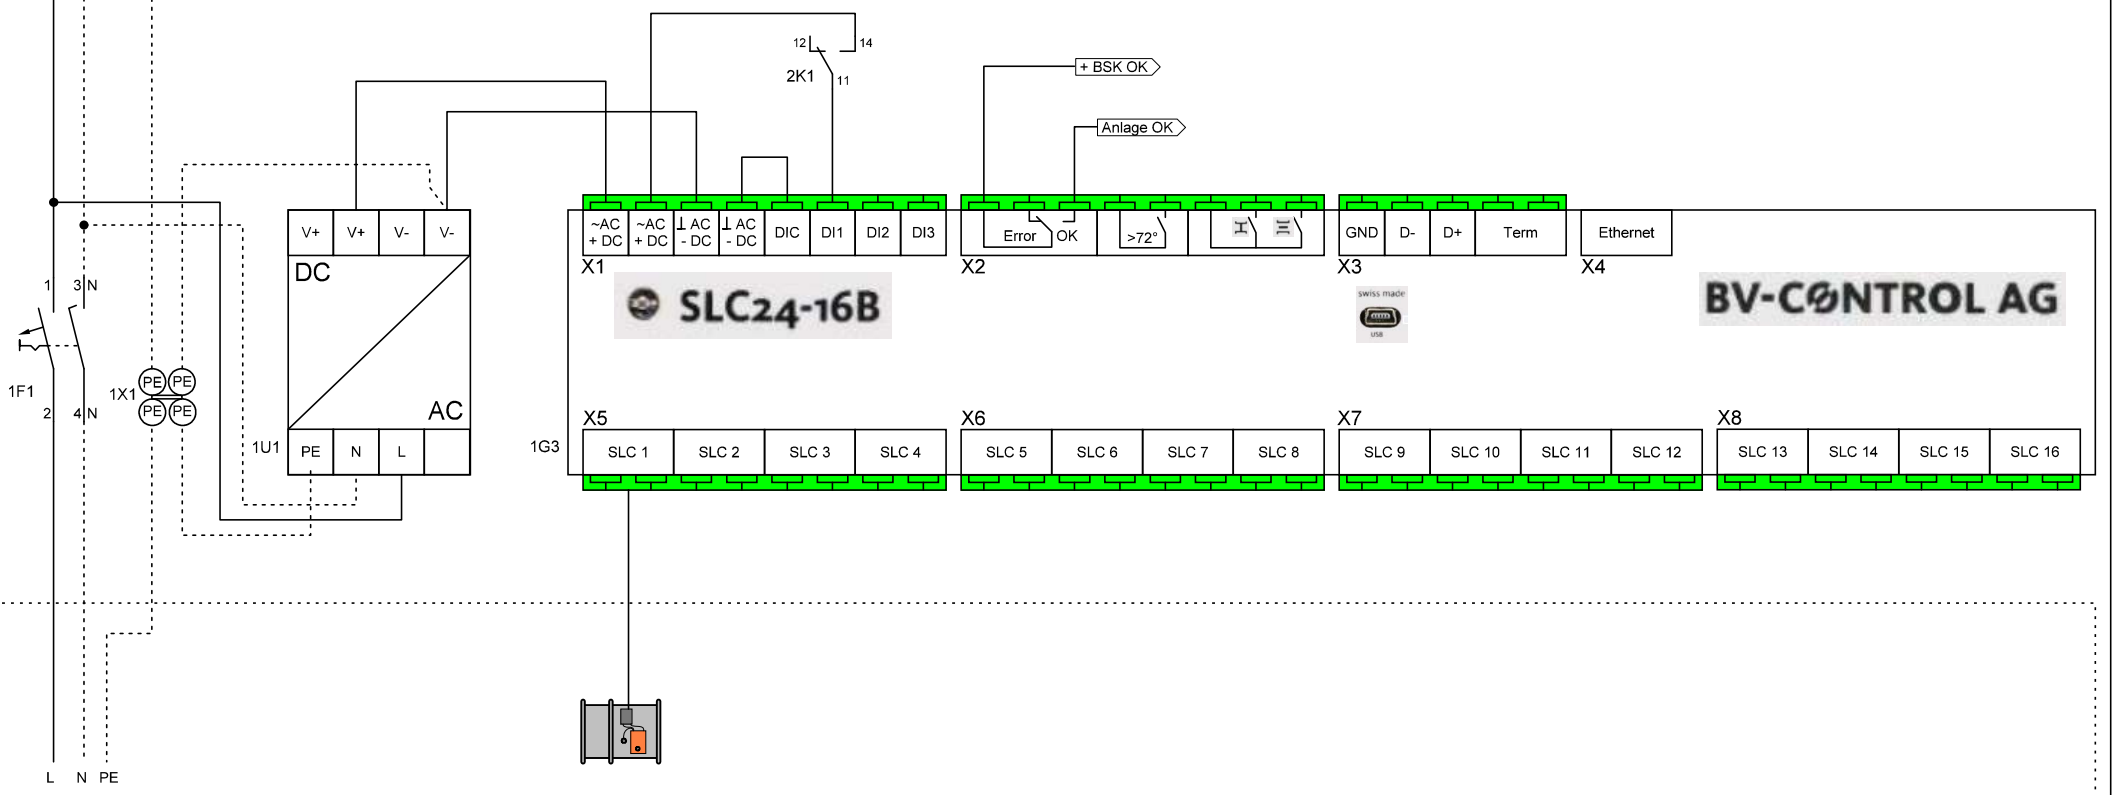 12
14
2K1
11
+ BSK OK
Anlage OK
V+
V+
V-
V-
~AC
+ DC
~AC
+ DC
⊥ AC
- DC
⊥ AC
- DC
DIC
DI1
DI2
DI3
Error
OK
>72°
GND
D-
D+
Term
Ethernet
X1
X2
X3
X4
DC
1
3
N
SLC24-16B
swiss made
USB
BV-CONTROL AG
1F1
1X1
PE
PE
PE
PE
2
4
N
AC
X5
X6
X7
X8
1U1
PE
N
L
1G3
SLC 1
SLC 2
SLC 3
SLC 4
SLC 5
SLC 6
SLC 7
SLC 8
SLC 9
SLC 10
SLC 11
SLC 12
SLC 13
SLC 14
SLC 15
SLC 16
L
N
PE